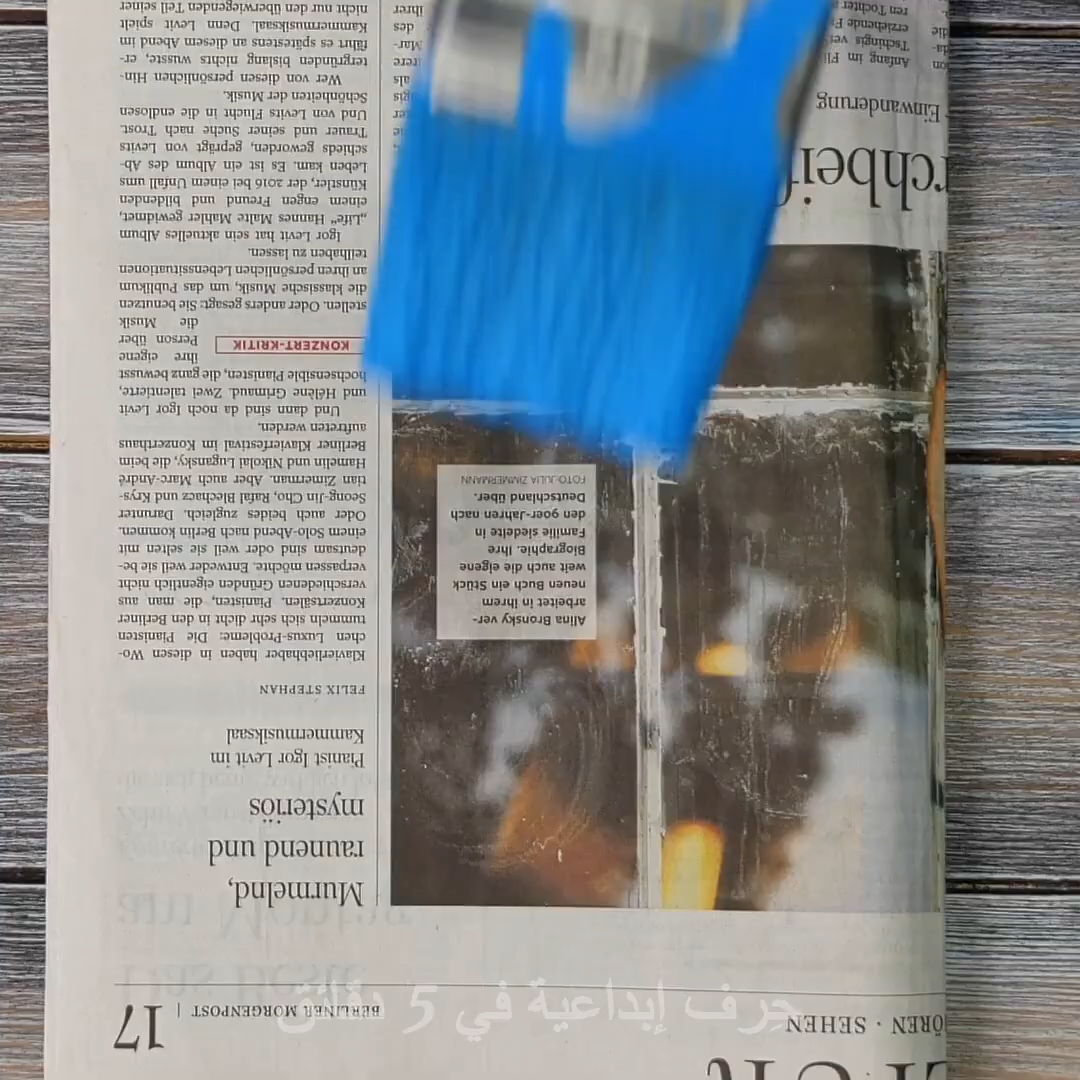 ÖREN · SEHEN
BERLINER MORGENPOST | 17
حِرف إبداعية في 5 دقائق
Alina Bronsky ver-
arbeitet in ihrem
neuen Buch ein Stück
weit auch die eigene
Biographie. Ihre
Familie siedelte in
den 90er-Jahren nach
Deutschland über.
FOTO:JULIA ZIMMERMANN
Einwanderung
Anfang im
ren Tochter
Murmelnd,
raunend und
mysteriös
Pianist Igor Levit im
Kammermusiksaal
FELIX STEPHAN
Klavierliebhaber haben in diesen Wo-
chen Luxus-Probleme: Die Pianisten
tummeln sich sehr dicht in den Berliner
Konzertsälen. Pianisten, die man aus
verschiedenen Gründen eigentlich nicht
verpassen möchte. Entweder weil sie be-
deutsam sind oder weil sie selten mit
einem Solo-Abend nach Berlin kommen.
Oder auch beides zugleich. Darunter
Seong-Jin Cho, Rafał Blechacz und Krys-
tian Zimerman. Aber auch Marc-André
Hamelin und Nikolai Lugansky, die beim
Berliner Klavierfestival im Konzerthaus
auftreten werden.
Und dann sind da noch Igor Levit
und Hélène Grimaud. Zwei talentierte,
hochsensible Pianisten, die ganz bewusst
KONZERT-KRITIK
ihre eigene
Person über
die Musik
stellen. Oder anders gesagt: Sie benutzen
die klassische Musik, um das Publikum
an ihren persönlichen Lebenssituationen
teilhaben zu lassen.
Igor Levit hat sein aktuelles Album
„Life“ Hannes Malte Mahler gewidmet,
einem engen Freund und bildenden
Künstler, der 2016 bei einem Unfall ums
Leben kam. Es ist ein Album des Ab-
schieds geworden, geprägt von Levits
Trauer und seiner Suche nach Trost.
Und von Levits Flucht in die endlosen
Schönheiten der Musik.
Wer von diesen persönlichen Hin-
tergründen bislang nichts wusste, er-
fährt es spätestens an diesem Abend im
Kammermusiksaal. Denn Levit spielt
nicht nur den überwiegenden Teil seiner